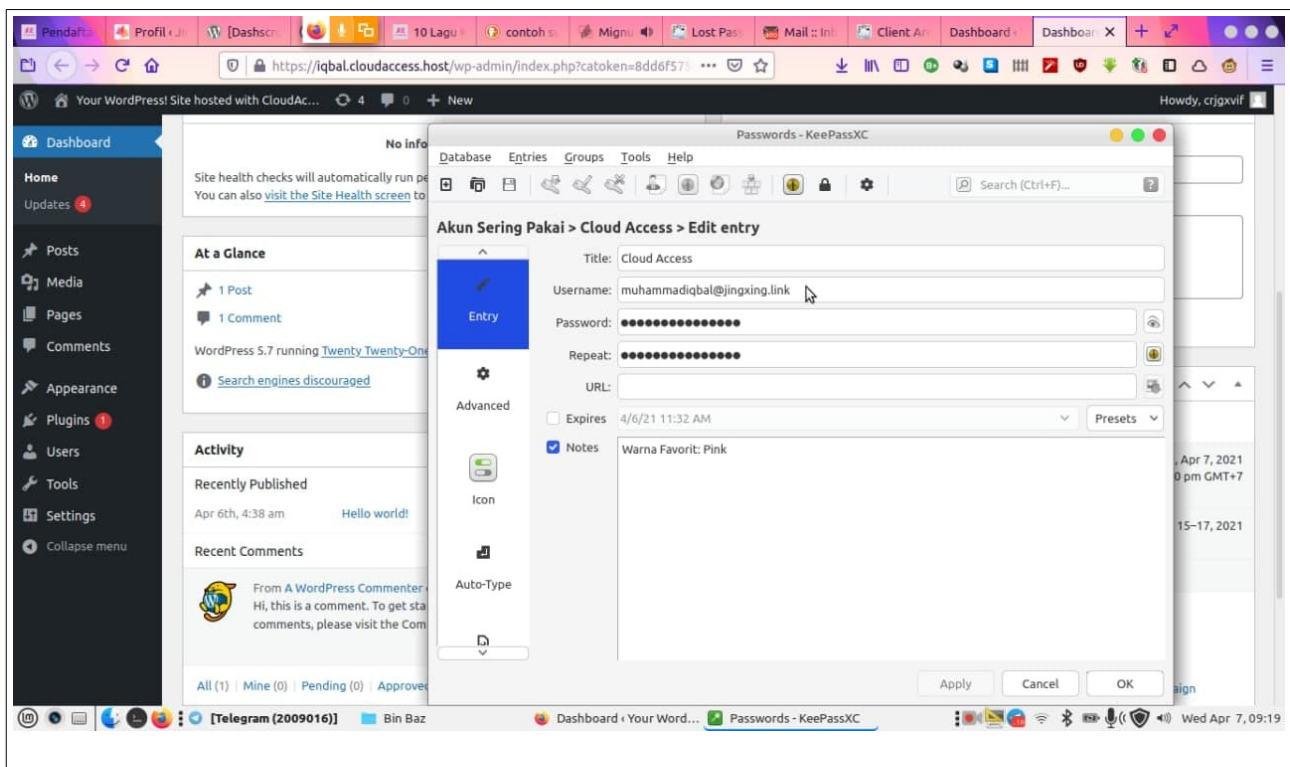 Pendafta
Profil ‹ Ji
[Dashscr
10 Lagu
contoh s
Mignu
Lost Pas
Mail :: Inb
Client Are
Dashboard ‹
Dashboar
https://iqbal.cloudaccess.host/wp-admin/index.php?catoken=8dd6f575
Your WordPress! Site hosted with CloudAc... 4 0 + New
Howdy, crjgxvif
Dashboard
Home
Updates 4
Posts
Media
Pages
Comments
Appearance
Plugins 1
Users
Tools
Settings
Collapse menu
No info
Site health checks will automatically run pe
You can also visit the Site Health screen to
At a Glance
1 Post
1 Comment
WordPress 5.7 running Twenty Twenty-One
Search engines discouraged
Activity
Recently Published
Apr 6th, 4:38 am Hello world!
Recent Comments
From A WordPress Commenter
Hi, this is a comment. To get sta
comments, please visit the Com
All (1) | Mine (0) | Pending (0) | Approved
Passwords - KeePassXC
Database Entries Groups Tools Help
Search (Ctrl+F)...
Akun Sering Pakai > Cloud Access > Edit entry
Entry
Advanced
Icon
Auto-Type
Title: Cloud Access
Username: muhammadiqbal@jingxing.link
Password: ●●●●●●●●●●●●●●●
Repeat: ●●●●●●●●●●●●●●●
URL:
Expires 4/6/21 11:32 AM Presets
Notes Warna Favorit: Pink
Apply Cancel OK
, Apr 7, 2021
0 pm GMT+7
15–17, 2021
aign
[Telegram (2009016)]
Bin Baz
Dashboard ‹ Your Word...
Passwords - KeePassXC
Wed Apr 7, 09:19